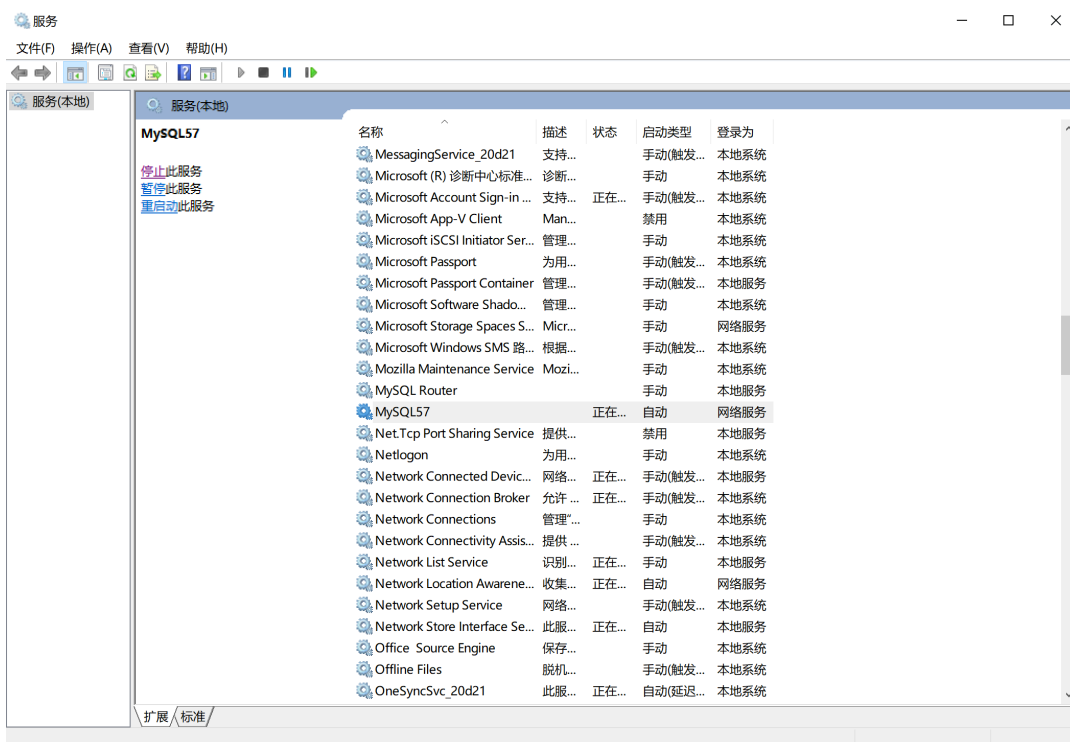 服务
文件(F) 操作(A) 查看(V) 帮助(H)
服务(本地)
服务(本地)
MySQL57
停止此服务
暂停此服务
重启动此服务
名称 描述 状态 启动类型 登录为
MessagingService_20d21 支持... 手动(触发... 本地系统
Microsoft (R) 诊断中心标准... 诊断... 手动 本地系统
Microsoft Account Sign-in ... 支持... 正在... 手动(触发... 本地系统
Microsoft App-V Client Man... 禁用 本地系统
Microsoft iSCSI Initiator Ser... 管理... 手动 本地系统
Microsoft Passport 为用... 手动(触发... 本地系统
Microsoft Passport Container 管理... 手动(触发... 本地服务
Microsoft Software Shado... 管理... 手动 本地系统
Microsoft Storage Spaces S... Micr... 手动 网络服务
Microsoft Windows SMS 路... 根据... 手动(触发... 本地系统
Mozilla Maintenance Service Mozi... 手动 本地系统
MySQL Router 手动 本地服务
MySQL57 正在... 自动 网络服务
Net.Tcp Port Sharing Service 提供... 禁用 本地服务
Netlogon 为用... 手动 本地系统
Network Connected Devic... 网络... 正在... 手动(触发... 本地服务
Network Connection Broker 允许 ... 正在... 手动(触发... 本地系统
Network Connections 管理“... 手动 本地系统
Network Connectivity Assis... 提供 ... 手动(触发... 本地系统
Network List Service 识别... 正在... 手动 本地服务
Network Location Awarene... 收集... 正在... 自动 网络服务
Network Setup Service 网络... 手动(触发... 本地系统
Network Store Interface Se... 此服... 正在... 自动 本地服务
Office  Source Engine 保存... 手动 本地系统
Offline Files 脱机... 手动(触发... 本地系统
OneSyncSvc_20d21 此服... 正在... 自动(延迟... 本地系统
扩展 标准